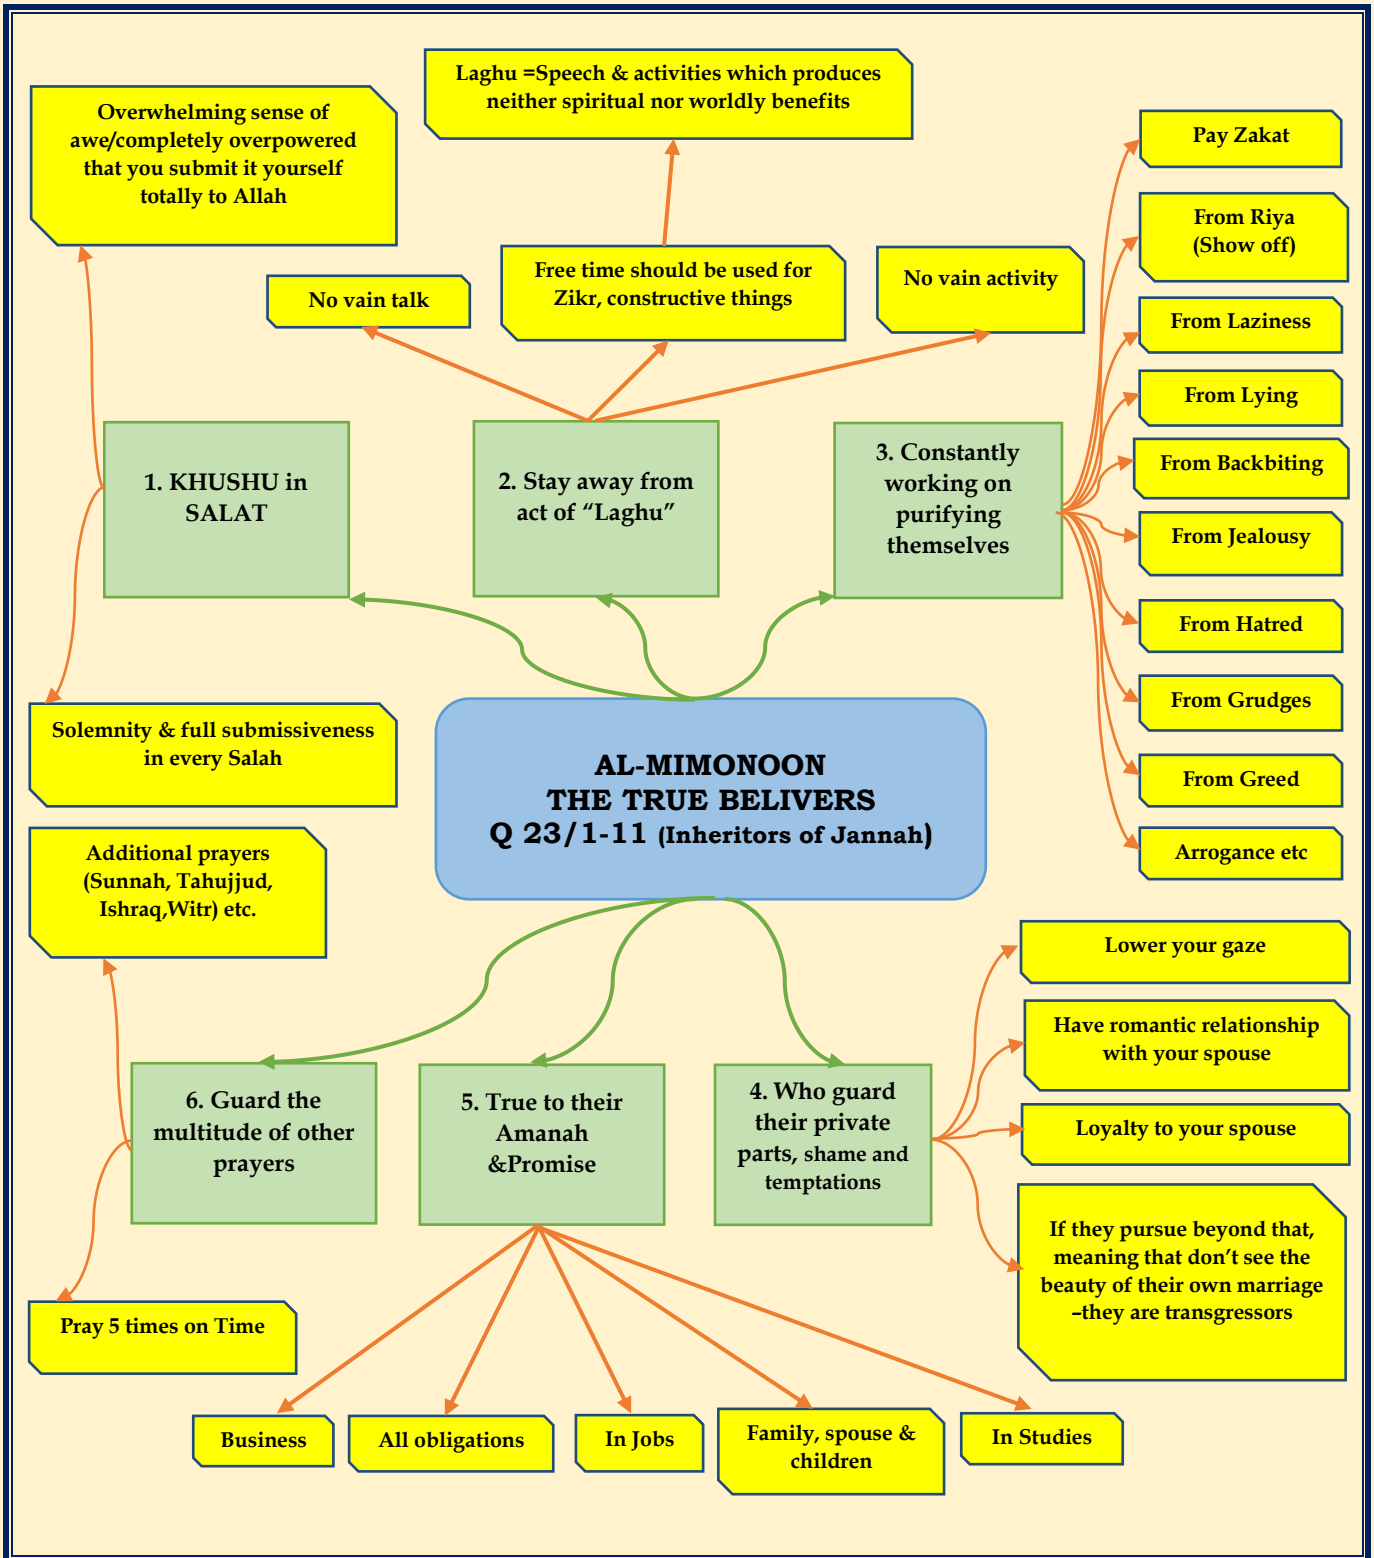 Laghu =Speech & activities which produces
neither spiritual nor worldly benefits
Overwhelming sense of
awe/completely overpowered
that you submit it yourself
totally to Allah
No vain talk
Free time should be used for
Zikr, constructive things
No vain activity
Pay Zakat
From Riya
(Show off)
From Laziness
From Lying
From Backbiting
From Jealousy
From Hatred
From Grudges
From Greed
Arrogance etc
1. KHUSHU in
SALAT
2. Stay away from
act of “Laghu”
3. Constantly
working on
purifying
themselves
Solemnity & full submissiveness
in every Salah
AL-MIMONOON
THE TRUE BELIVERS
Q 23/1-11 (Inheritors of Jannah)
Additional prayers
(Sunnah, Tahujjud,
Ishraq,Witr) etc.
6. Guard the
multitude of other
prayers
5. True to their
Amanah
&Promise
4. Who guard
their private
parts, shame and
temptations
Lower your gaze
Have romantic relationship
with your spouse
Loyalty to your spouse
If they pursue beyond that,
meaning that don’t see the
beauty of their own marriage
–they are transgressors
Pray 5 times on Time
Business
All obligations
In Jobs
Family, spouse &
children
In Studies